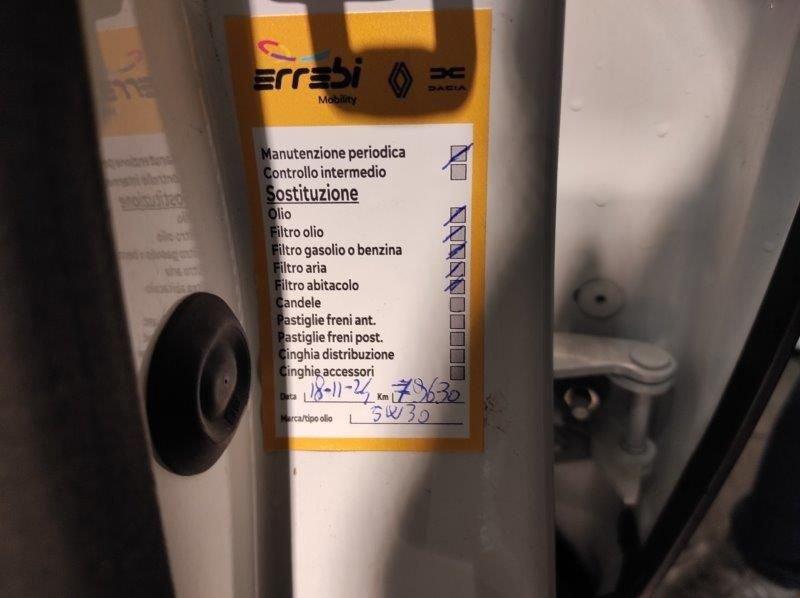 errebi
Mobility
DACIA
Manutenzione periodica
Controllo intermedio
Sostituzione
Olio
Filtro olio
Filtro gasolio o benzina
Filtro aria
Filtro abitacolo
Candele
Pastiglie freni ant.
Pastiglie freni post.
Cinghia distribuzione
Cinghie accessori
Data 18-11-24 Km 79630
Marca/tipo olio 5W30